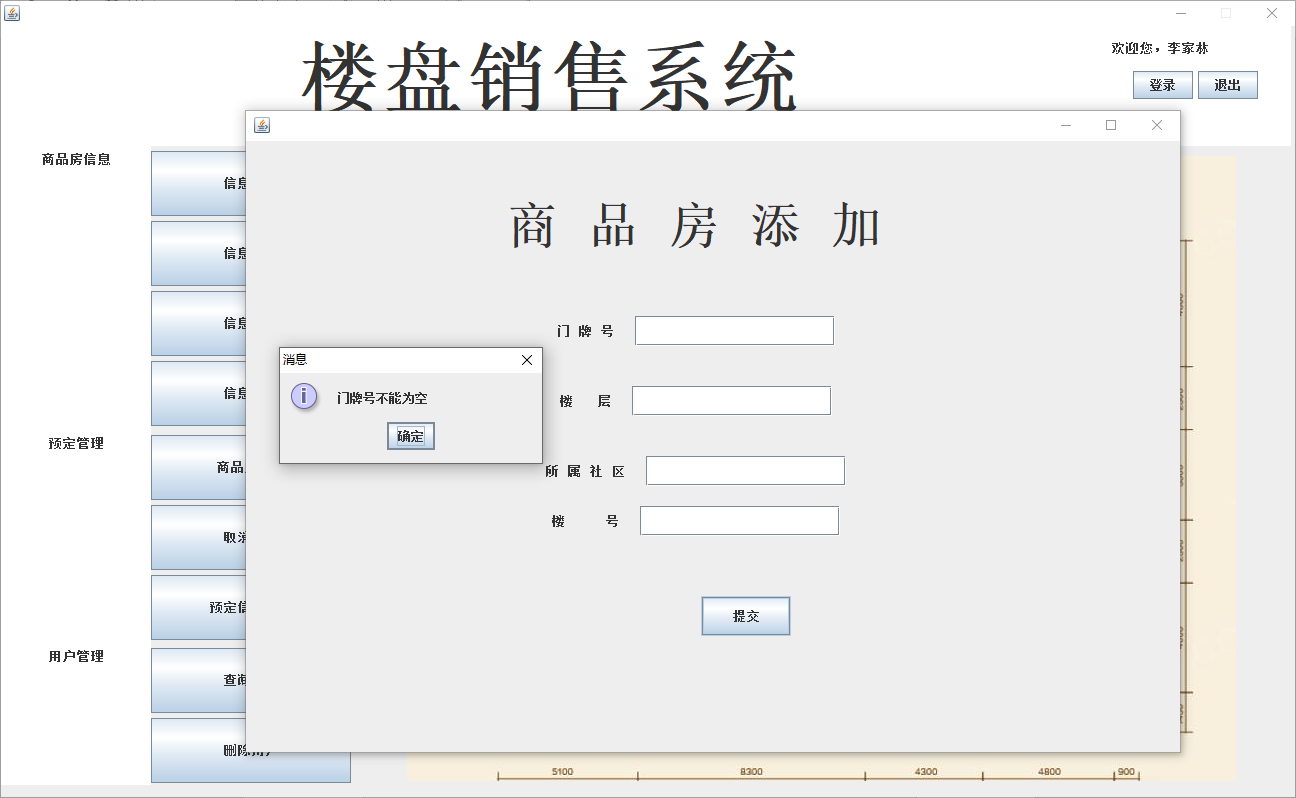 楼盘销售系统
欢迎您，李家林
登录 退出
商品房信息
信息
信息
信息
信息
预定管理
商品
取消
预定信
用户管理
查询
删除用户
商品房添加
门牌号
楼层
所属社区
楼号
提交
消息
门牌号不能为空
确定
5100 8300 4300 4800 900